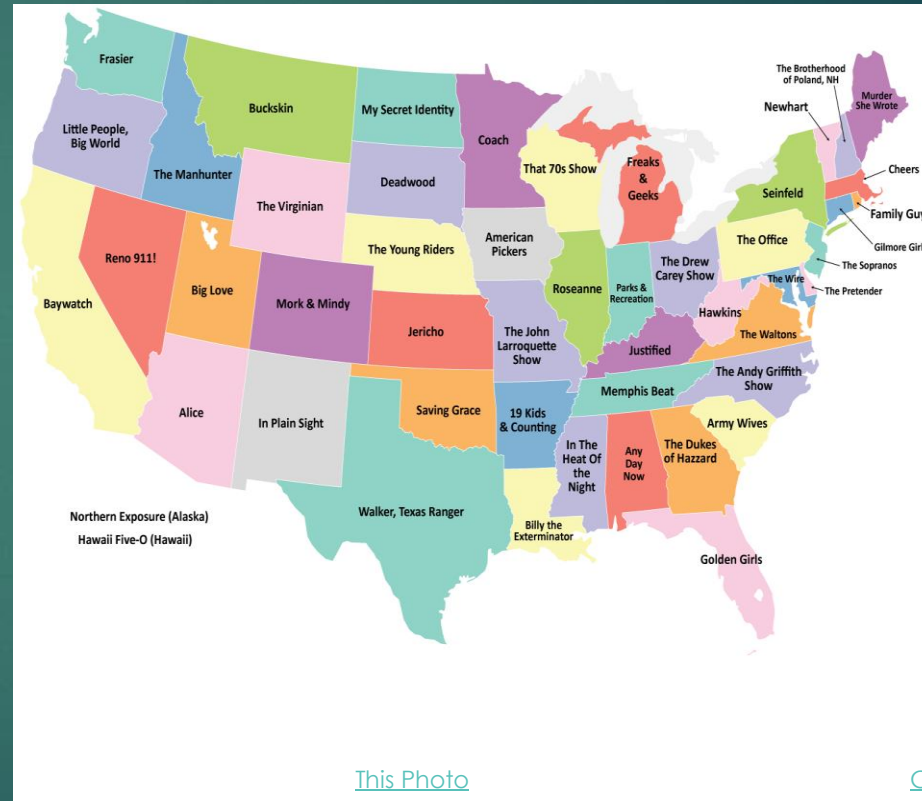 Frasier
Buckskin
My Secret Identity
Coach
The Brotherhood
of Poland, NH
Newhart
Murder
She Wrote
Little People,
Big World
The Manhunter
The Virginian
Deadwood
That 70s Show
Freaks
&
Geeks
Cheers
Seinfeld
Family Guy
Gilmore Girl
The Office
The Sopranos
The Wire
The Pretender
Reno 911!
Big Love
The Young Riders
American
Pickers
Baywatch
Mork & Mindy
Jericho
The John
Larroquette
Show
Roseanne
Parks &
Recreation
The Drew
Carey Show
Hawkins
The Waltons
Justified
Alice
In Plain Sight
Saving Grace
19 Kids
& Counting
Memphis Beat
The Andy Griffith
Show
Army Wives
The Dukes
of Hazzard
In The
Heat Of
the
Night
Any
Day
Now
Walker, Texas Ranger
Billy the
Exterminator
Golden Girls
Northern Exposure (Alaska)
Hawaii Five-O (Hawaii)
This Photo